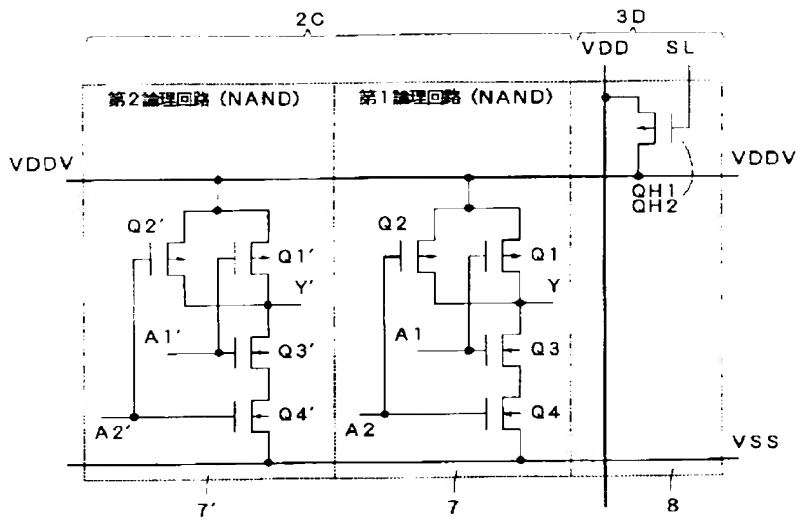 2C 3D
VDD SL
第2論理回路 (NAND) 第1論理回路 (NAND)
VDDV VDDV
QH1
QH2
Q2' Q2
Q1' Q1
Y' Y
A1' A1
Q3' Q3
Q4' Q4
A2' A2
VSS
7' 7 8